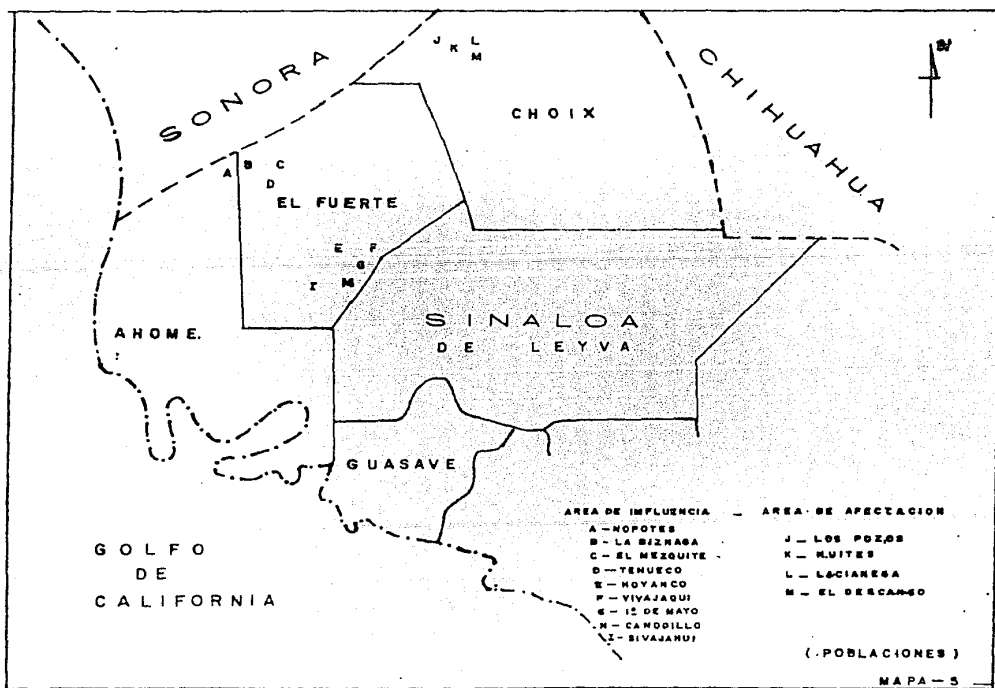 SONORA
CHIHUAHUA
N
J K L
M
CHOIX
A B C
D
EL FUERTE
E F
G
I M
AHOME.
SINALOA
DE LEYVA
GUASAVE
GOLFO
DE
CALIFORNIA
AREA DE INFLUENCIA
A — NOPOTES
B — LA BIZNAGA
C — EL MEZQUITE
D — TEHUECO
E — HOYANCO
F — VIVAJAQUI
G — 1º DE MAYO
H — CAMODILLO
I — SIVAJAHUI
AREA DE AFECTACION
J — LOS POZOS
K — HUITES
L — LACIANEGA
M — EL DESCANSO
(POBLACIONES)
MAPA — 5